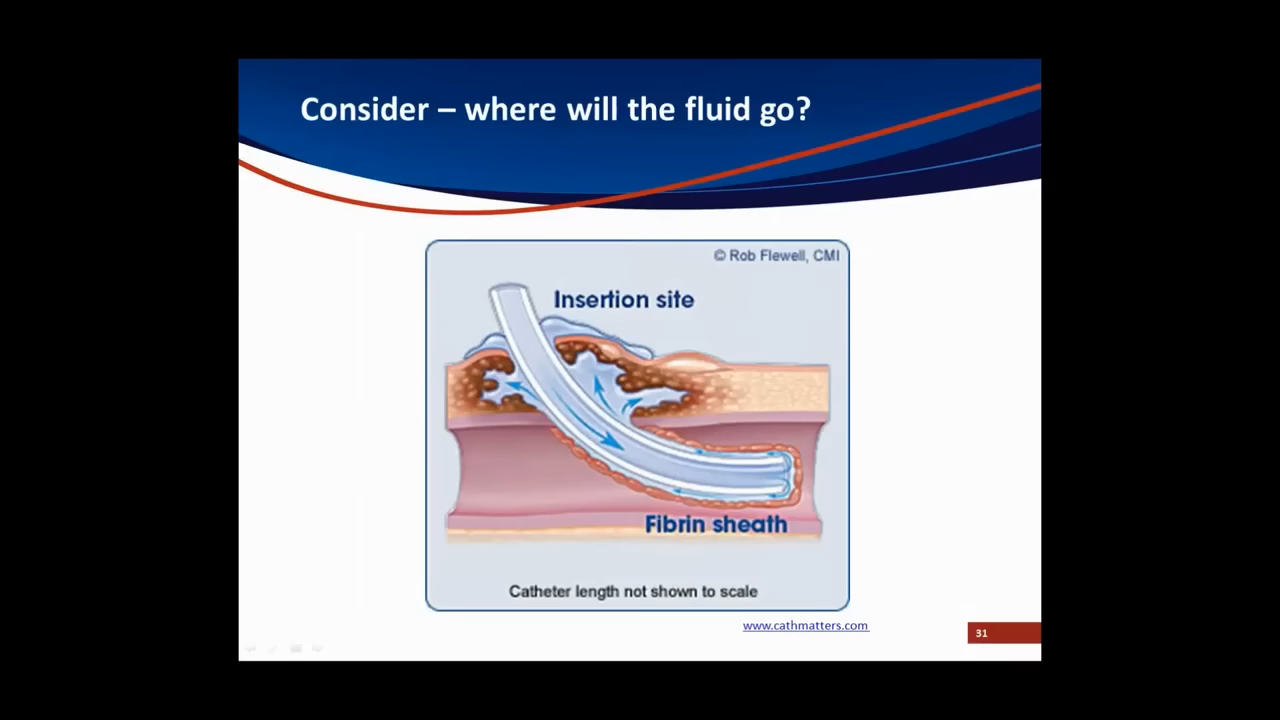 Consider – where will the fluid go?
© Rob Flewell, CMI
Insertion site
Fibrin sheath
Catheter length not shown to scale
www.cathmatters.com
31